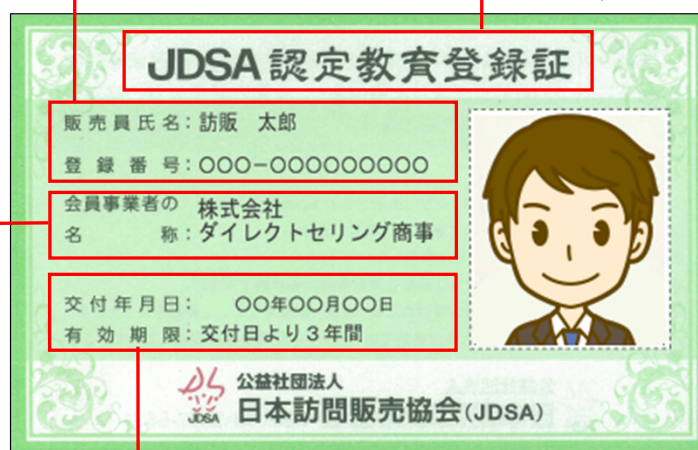 JDSA認定教育登録証
販売員氏名：訪販　太郎
登録番号：○○○－○○○○○○○○○
会員事業者の　株式会社
名　　称：ダイレクトセリング商事
交付年月日：　○○年○○月○○日
有効期限：交付日より３年間
JDSA
公益社団法人
日本訪問販売協会(JDSA)